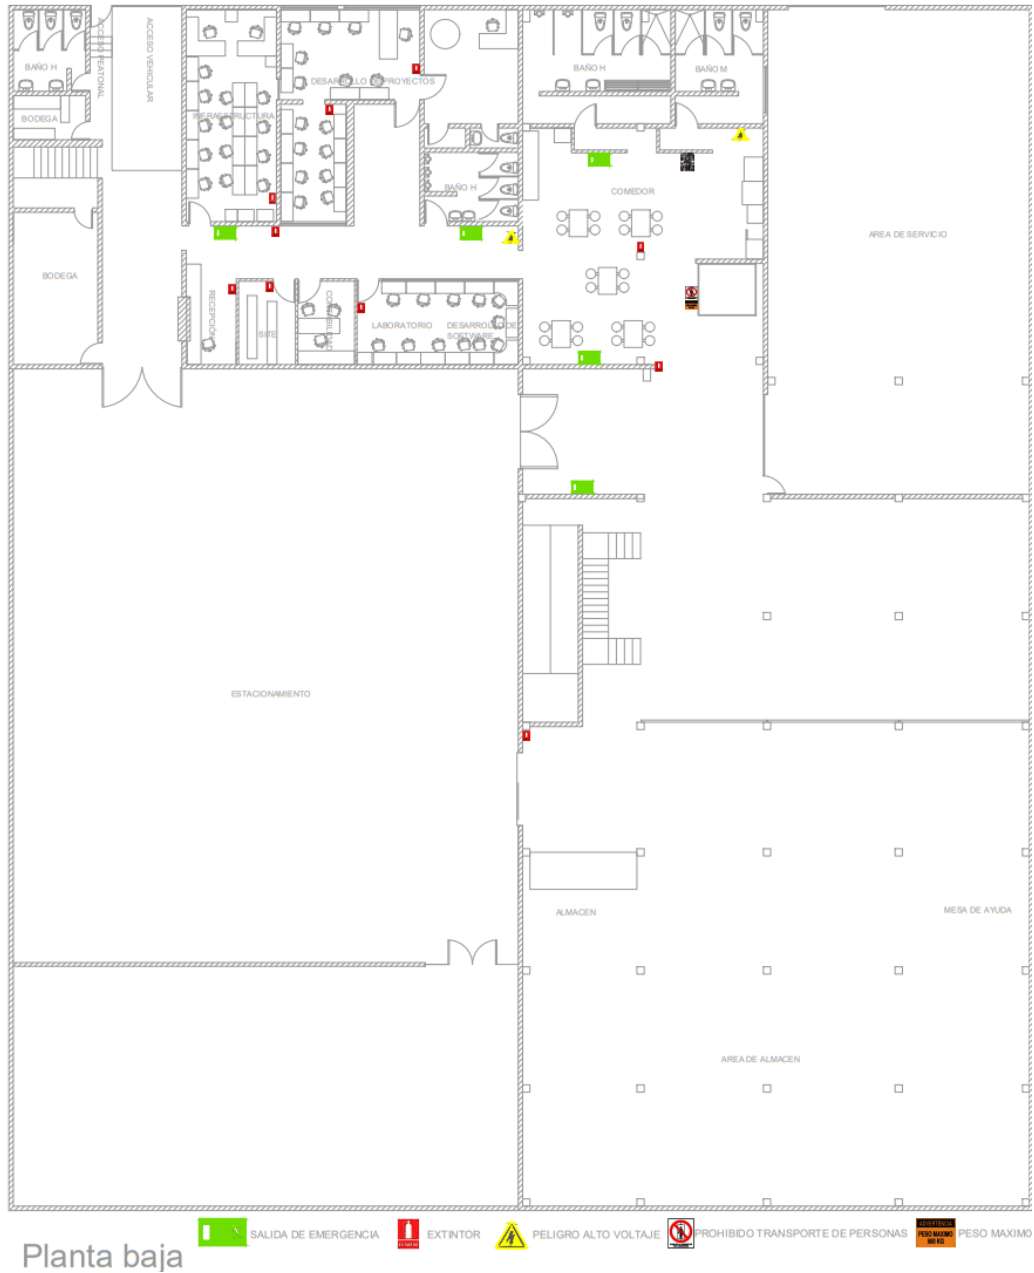 ACCESO PEATONAL
ACCESO VEHICULAR
BAÑO H
BODEGA
INFRAESTRUCTURA
DESARROLLO DE PROYECTOS
BAÑO H
BAÑO M
BAÑO H
COMEDOR
AREA DE SERVICIO
BODEGA
RECEPCIÓN
SITE
CONTABILIDAD
LABORATORIO
DESARROLLO DE
SOFTWARE
ESTACIONAMIENTO
ALMACEN
MESA DE AYUDA
AREA DE ALMACEN
SALIDA DE EMERGENCIA
EXTINTOR
EXTINTOR
PELIGRO ALTO VOLTAJE
PROHIBIDO TRANSPORTE DE PERSONAS
ADVERTENCIA
PESO MAXIMO
500 KG
PESO MAXIMO
Planta baja